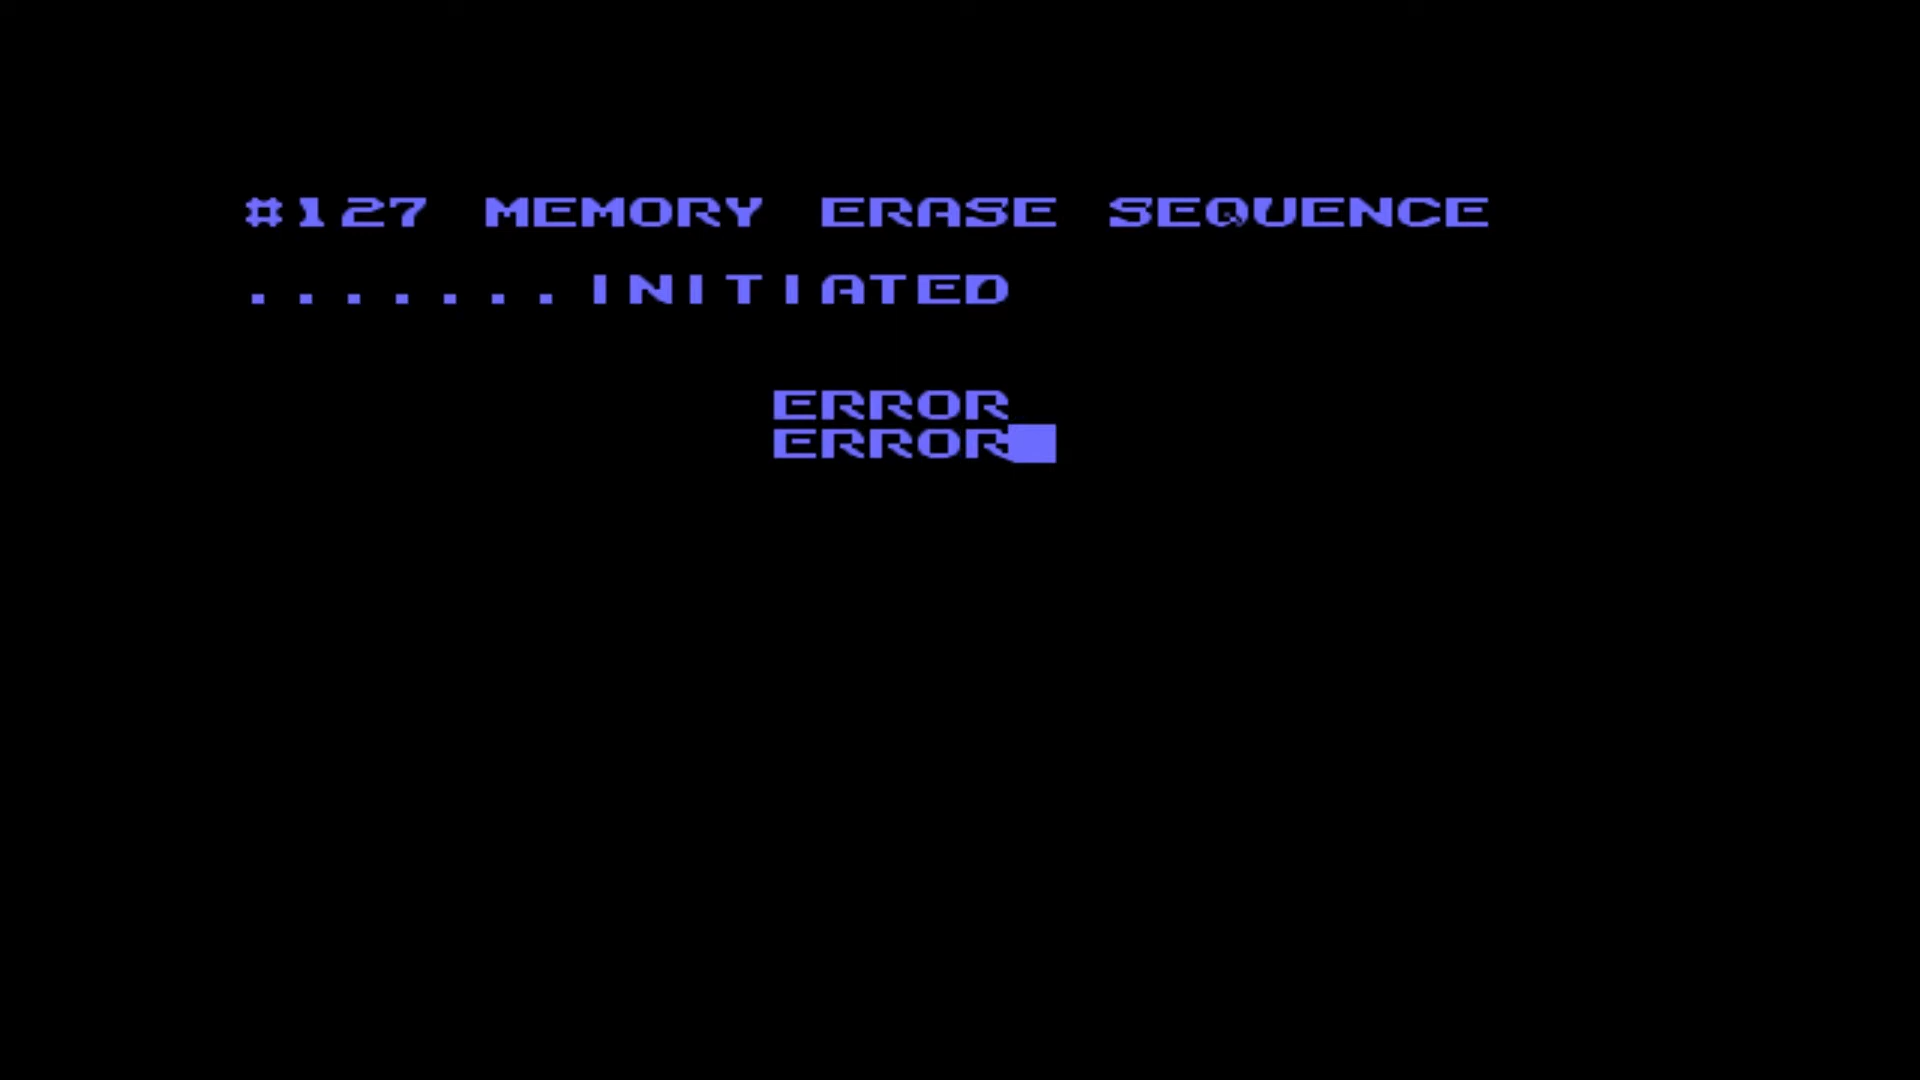 #127 MEMORY ERASE SEQUENCE
.......INITIATED
ERROR
ERROR